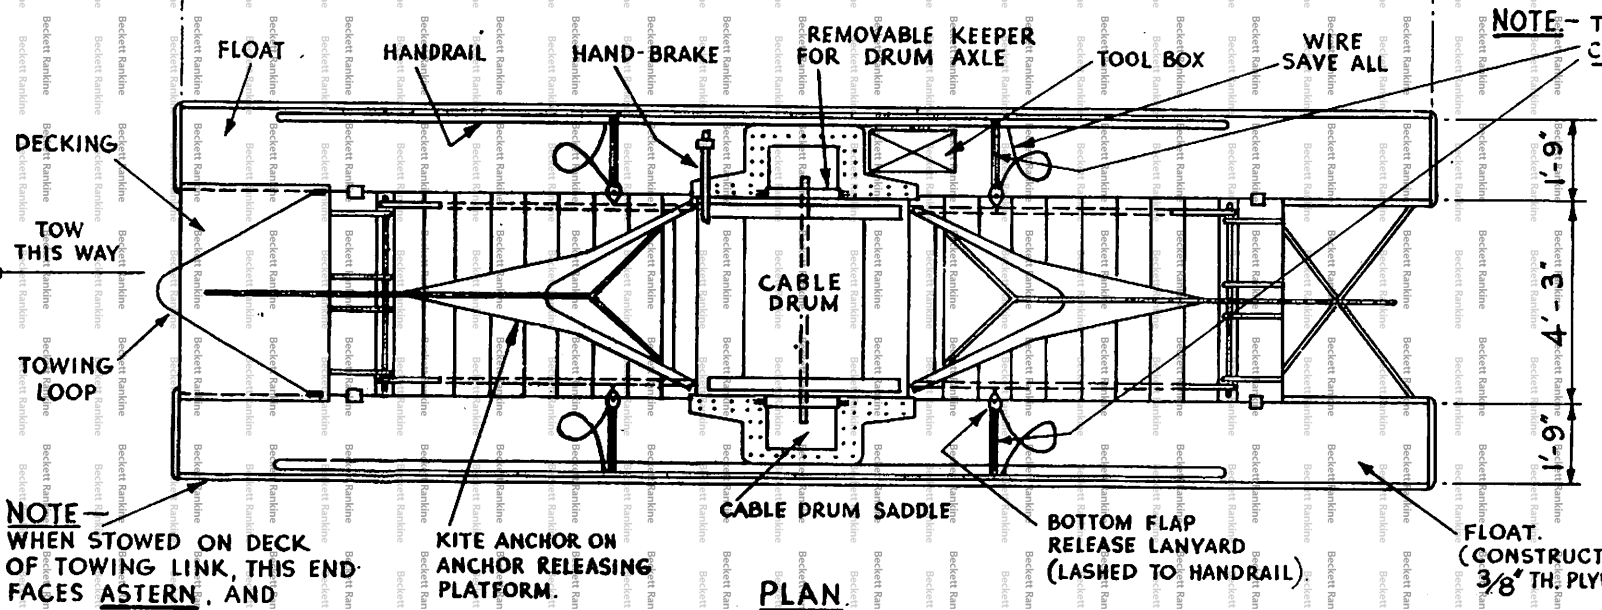 NOTE:- T
C
FLOAT
HANDRAIL
HAND-BRAKE
REMOVABLE KEEPER
FOR DRUM AXLE
TOOL BOX
WIRE
SAVE ALL
DECKING
TOW
THIS WAY
TOWING
LOOP
CABLE
DRUM
1'-9"
4'-3"
1'-9"
NOTE—
WHEN STOWED ON DECK
OF TOWING LINK, THIS END
FACES ASTERN, AND
KITE ANCHOR ON
ANCHOR RELEASING
PLATFORM.
CABLE DRUM SADDLE
BOTTOM FLAP
RELEASE LANYARD
(LASHED TO HANDRAIL).
FLOAT.
(CONSTRUCT
3/8" TH. PLY
PLAN.
Beckett Rankine